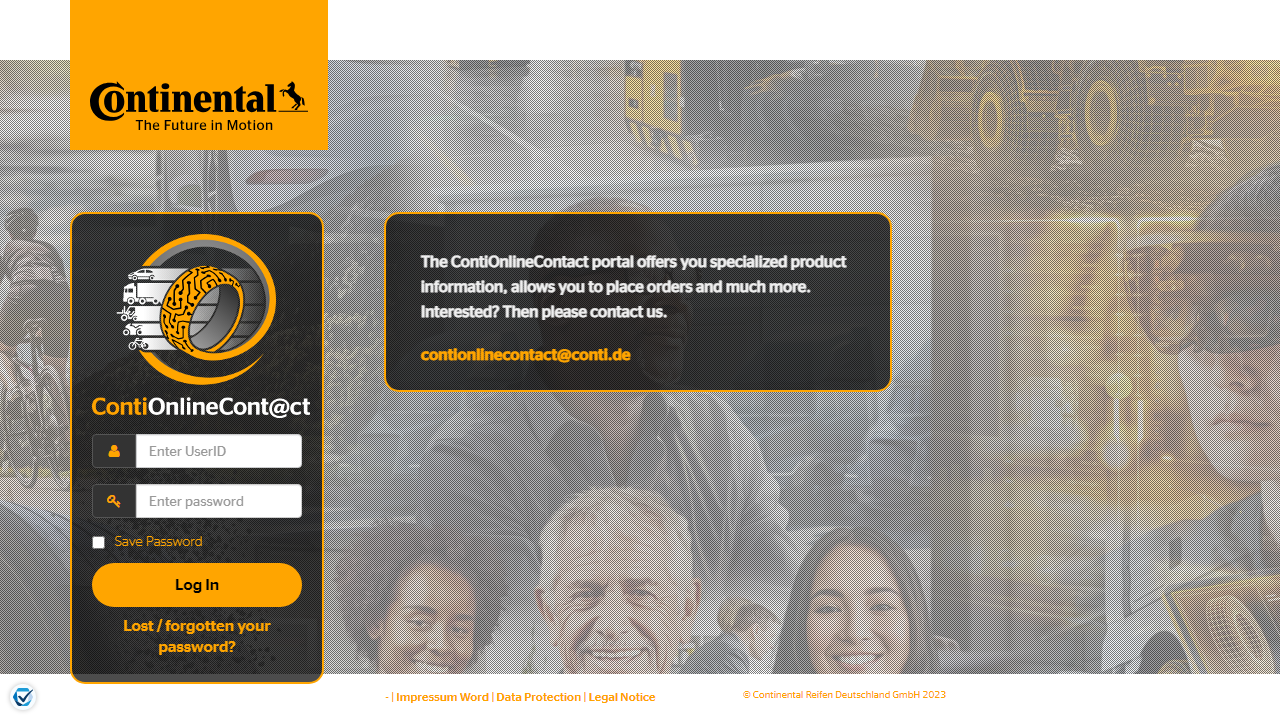 Continental
The Future in Motion
The ContiOnlineContact portal offers you specialized product
information, allows you to place orders and much more.
Interested? Then please contact us.
contionlinecontact@conti.de
ContiOnlineCont@ct
Enter UserID
Enter password
Save Password
Log In
Lost / forgotten your
password?
- | Impressum Word | Data Protection | Legal Notice
© Continental Reifen Deutschland GmbH 2023